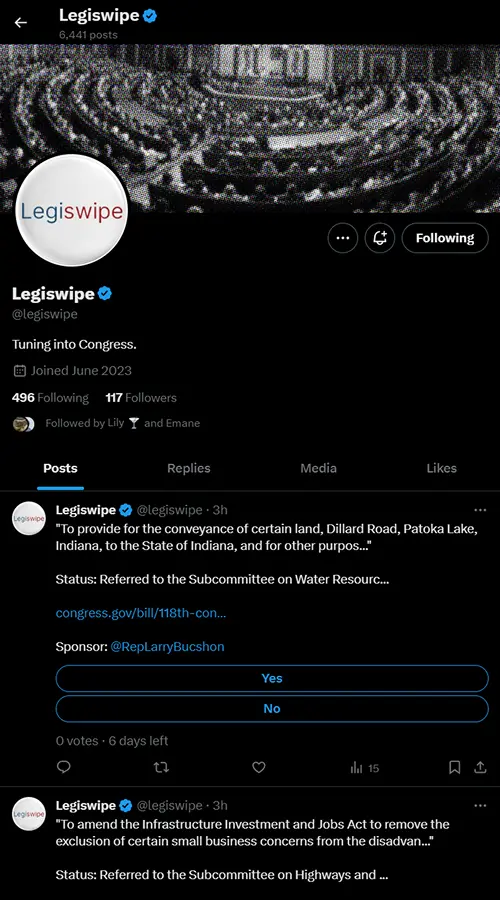 Legiswipe
6,441 posts
Legiswipe
Following
Legiswipe
@legiswipe
Tuning into Congress.
Joined June 2023
496 Following 117 Followers
Followed by Lily 🍸 and Emane
Posts Replies Media Likes
Legiswipe
Legiswipe @legiswipe · 3h
"To provide for the conveyance of certain land, Dillard Road, Patoka Lake,
Indiana, to the State of Indiana, and for other purpos..."
Status: Referred to the Subcommittee on Water Resourc...
congress.gov/bill/118th-con...
Sponsor: @RepLarryBucshon
Yes
No
0 votes · 6 days left
15
Legiswipe
Legiswipe @legiswipe · 3h
"To amend the Infrastructure Investment and Jobs Act to remove the
exclusion of certain small business concerns from the disadvan..."
Status: Referred to the Subcommittee on Highways and ...